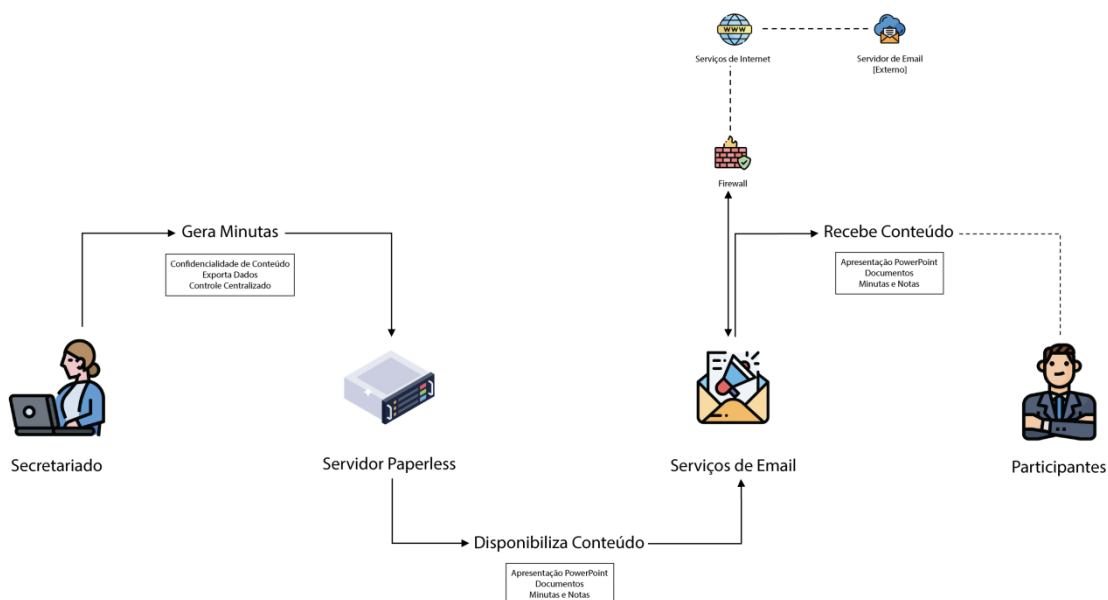 WWW
Serviços de Internet
Servidor de Email
[Externo]
Firewall
Gera Minutas
Confidencialidade de Conteúdo
Exporta Dados
Controle Centralizado
Recebe Conteúdo
Apresentação PowerPoint
Documentos
Minutas e Notas
Secretariado
Servidor Paperless
Serviços de Email
Participantes
Disponibiliza Conteúdo
Apresentação PowerPoint
Documentos
Minutas e Notas